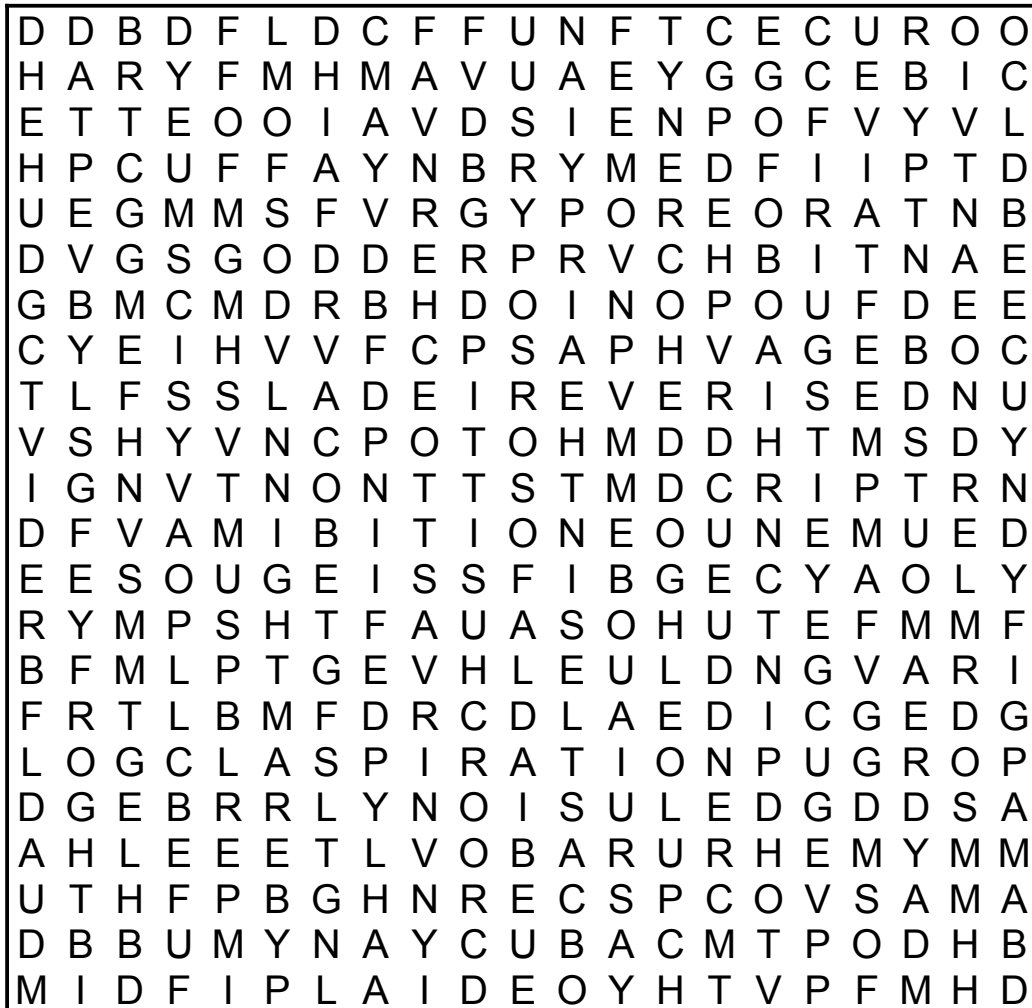 D D B D F L D C F F U N F T C E C U R O O
H A R Y F M H M A V U A E Y G G C E B I C
E T T E O O I A V D S I E N P O F V Y V L
H P C U F F A Y N B R Y M E D F I I P T D
U E G M M S F V R G Y P O R E O R A T N B
D V G S G O D D E R P R V C H B I T N A E
G B M C M D R B H D O I N O P O U F D E E
C Y E I H V V F C P S A P H V A G E B O C
T L F S S L A D E I R E V E R I S E D N U
V S H Y V N C P O T O H M D D H T M S D Y
I G N V T N O N T T S T M D C R I P T R N
D F V A M I B I T I O N E O U N E M U E D
E E S O U G E I S S F I B G E C Y A O L Y
R Y M P S H T F A U A S O H U T E F M M F
B F M L P T G E V H L E U L D N G V A R I
F R T L B M F D R C D L A E D I C G E D G
L O G C L A S P I R A T I O N P U G R O P
D G E B R R L Y N O I S U L E D G D D S A
A H L E E E T L V O B A R U R H E M Y M M
U T H F P B G H N R E C S P C O V S A M A
D B B U M Y N A Y C U B A C M T P O D H B
M I D F I P L A I D E O Y H T V P F M H D